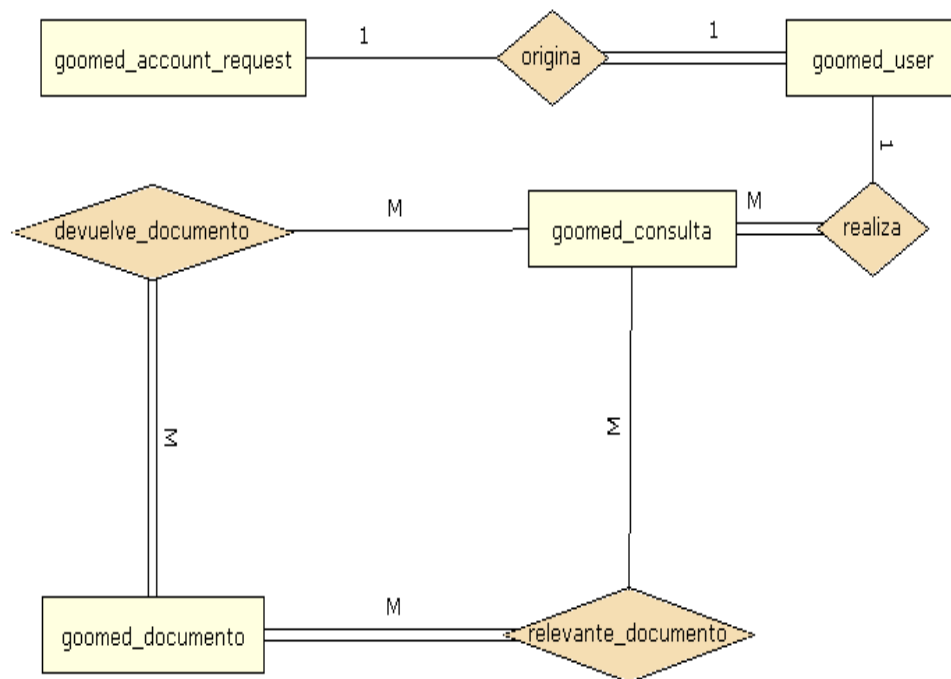 1
1
goomed_account_request
origina
goomed_user
1
M
M
devuelve_documento
goomed_consulta
realiza
M
M
M
goomed_documento
relevante_documento